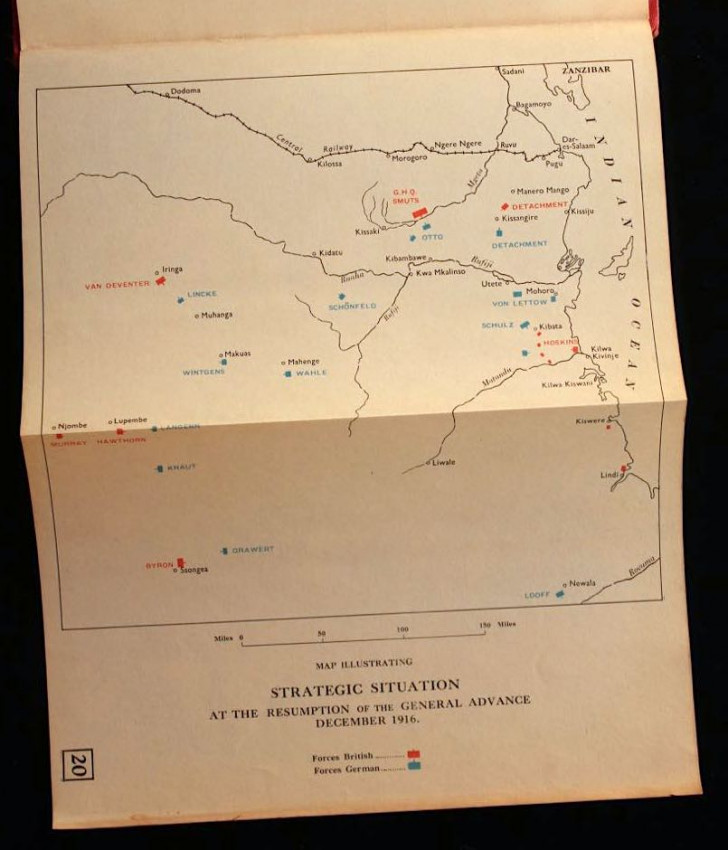 Sadani
ZANZIBAR
Dodoma
Bagamoyo
INDIAN OCEAN
Central Railway
Ngere Ngere
Ruvu
Dar-es-Salaam
Kilossa
Morogoro
Pugu
G.H.Q.
SMUTS
Manero Mango
DETACHMENT
Kissangire
Kissiju
Kissaki
OTTO
DETACHMENT
Kidatu
Kibambawe
Rufiji
Iringa
Kwa Mkalinso
VAN DEVENTER
Utete
LINCKE
Mohoro
SCHÖNFELD
VON LETTOW
Muhanga
Rufiji
SCHULZ
Kibata
HOSKINS
Makuas
Mahenge
Kilwa
Kivinje
WINTGENS
WAHLE
Matandu
Kilwa Kiswani
Njombe
Lupembe
LANGENN
Kiswere
MURRAY
HAWTHORN
KRAUT
Liwale
Lindi
GRAWERT
BYRON
Songea
Newala
Rovuma
LOOFF
Miles 0 50 100 150 Miles
MAP ILLUSTRATING
STRATEGIC SITUATION
AT THE RESUMPTION OF THE GENERAL ADVANCE
DECEMBER 1916.
Forces British
Forces German
20